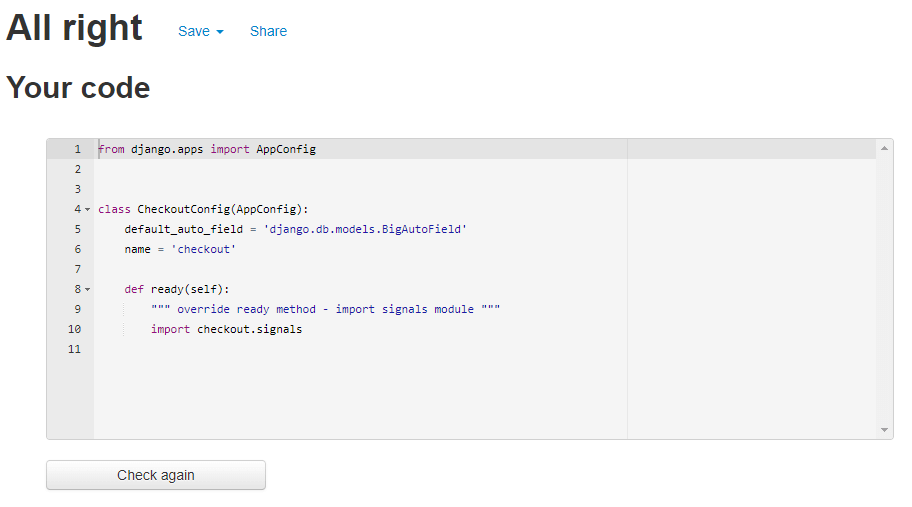 All right Save Share
Your code
1 from django.apps import AppConfig
2
3
4 class CheckoutConfig(AppConfig):
5     default_auto_field = 'django.db.models.BigAutoField'
6     name = 'checkout'
7
8     def ready(self):
9         """ override ready method - import signals module """
10         import checkout.signals
11
Check again